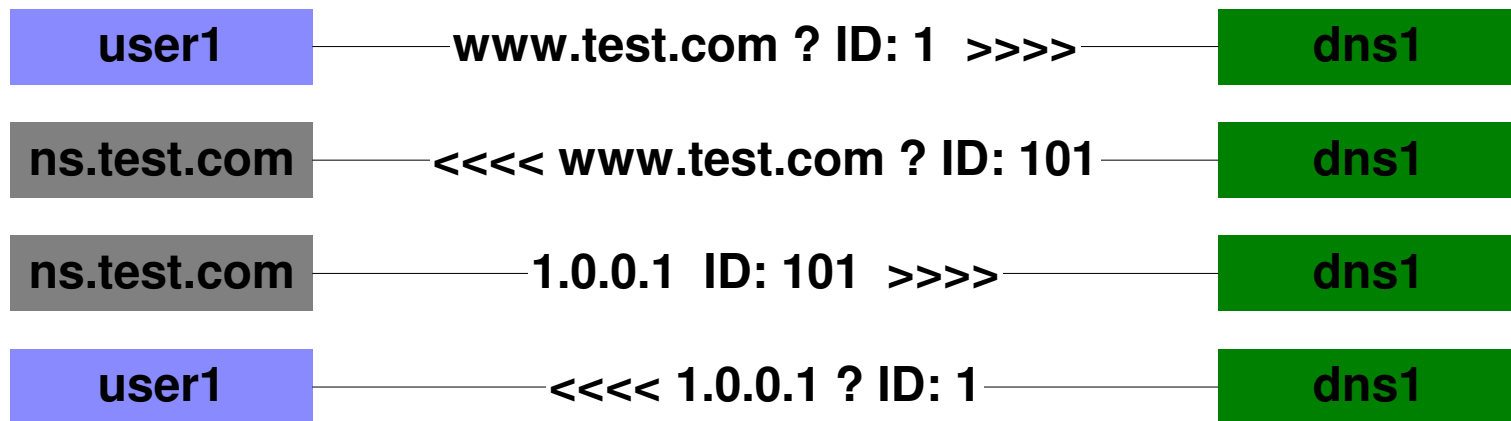 user1 www.test.com ? ID: 1 >>>> dns1
ns.test.com <<<< www.test.com ? ID: 101 dns1
ns.test.com 1.0.0.1 ID: 101 >>>> dns1
user1 <<<< 1.0.0.1 ? ID: 1 dns1